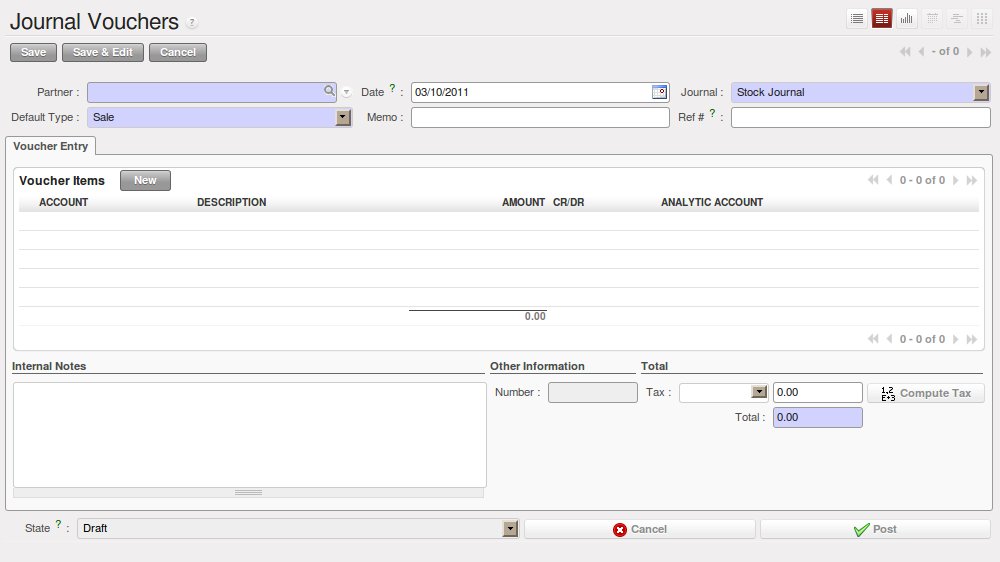 Journal Vouchers ?
Save Save & Edit Cancel - of 0
Partner : Date ? : 03/10/2011 Journal : Stock Journal
Default Type : Sale Memo : Ref # ? :
Voucher Entry
Voucher Items New 0 - 0 of 0
ACCOUNT DESCRIPTION AMOUNT CR/DR ANALYTIC ACCOUNT
0.00
0 - 0 of 0
Internal Notes Other Information Total
Number : Tax : 0.00 1,2 E+3 Compute Tax
Total : 0.00
State ? : Draft Cancel Post